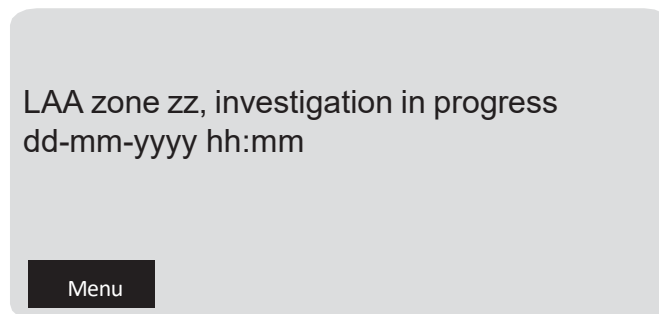 LAA zone zz, investigation in progress
dd-mm-yyyy hh:mm
Menu